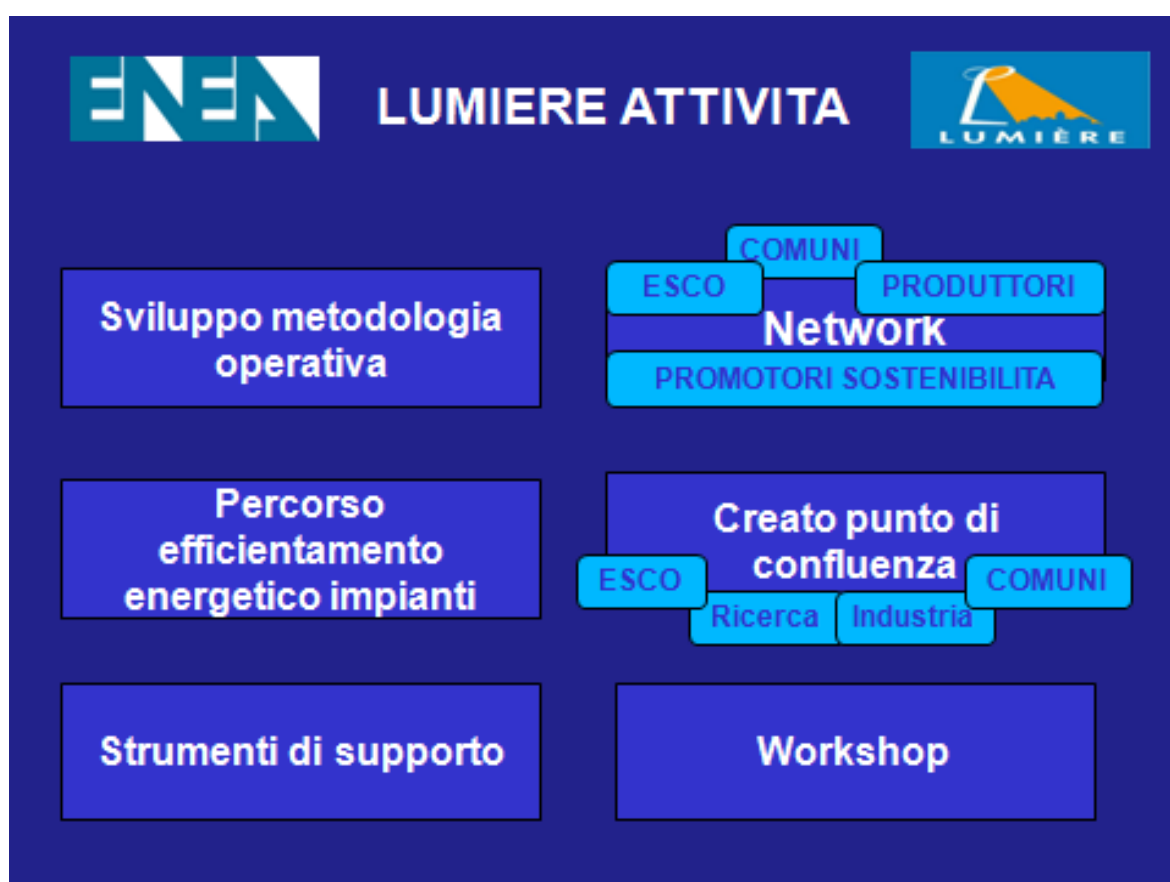 ENEA
LUMIERE ATTIVITA
LUMIÈRE
Sviluppo metodologia
operativa
COMUNI
ESCO
PRODUTTORI
Network
PROMOTORI SOSTENIBILITA
Percorso
efficientamento
energetico impianti
Creato punto di
confluenza
ESCO
COMUNI
Ricerca
Industria
Strumenti di supporto
Workshop